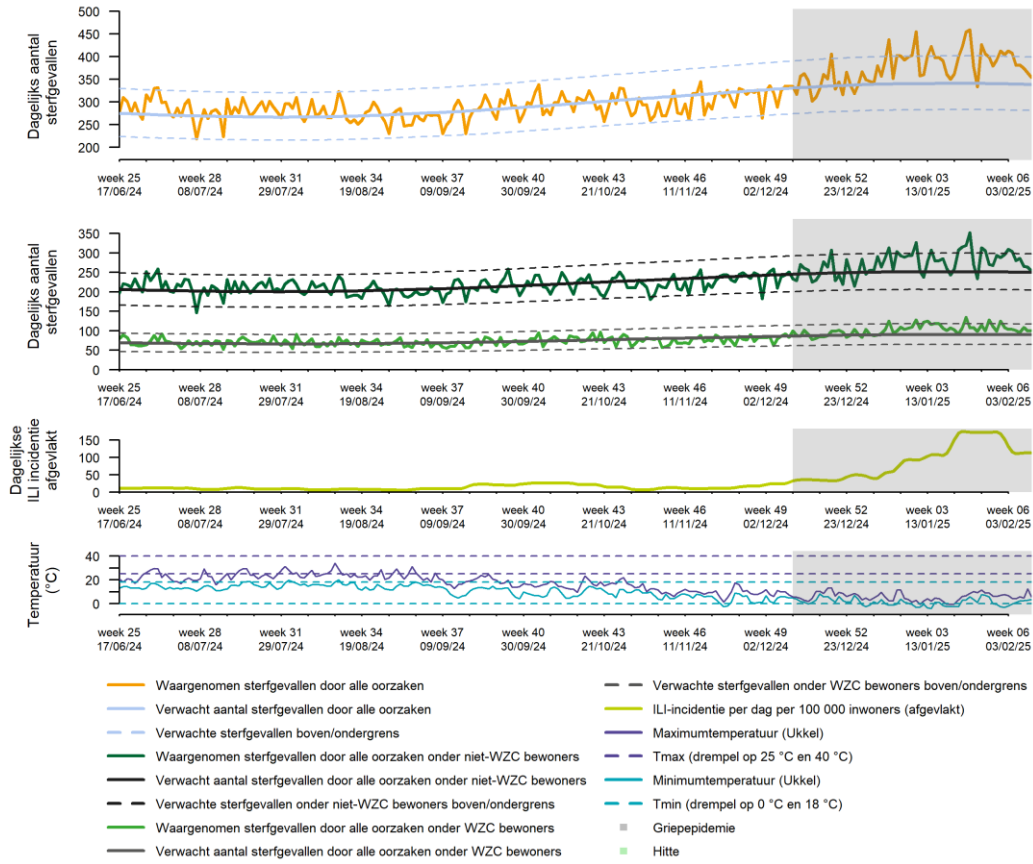 Dagelijks aantal
sterfgevallen
500
450
400
350
300
250
200
week 25 week 28 week 31 week 34 week 37 week 40 week 43 week 46 week 49 week 52 week 03 week 06
17/06/24 08/07/24 29/07/24 19/08/24 09/09/24 30/09/24 21/10/24 11/11/24 02/12/24 23/12/24 13/01/25 03/02/25
Dagelijks aantal
sterfgevallen
350
300
250
200
150
100
50
0
week 25 week 28 week 31 week 34 week 37 week 40 week 43 week 46 week 49 week 52 week 03 week 06
17/06/24 08/07/24 29/07/24 19/08/24 09/09/24 30/09/24 21/10/24 11/11/24 02/12/24 23/12/24 13/01/25 03/02/25
Dagelijkse
ILI incidentie
afgevlakt
150
100
50
0
week 25 week 28 week 31 week 34 week 37 week 40 week 43 week 46 week 49 week 52 week 03 week 06
17/06/24 08/07/24 29/07/24 19/08/24 09/09/24 30/09/24 21/10/24 11/11/24 02/12/24 23/12/24 13/01/25 03/02/25
Temperatuur
(°C)
40
20
0
week 25 week 28 week 31 week 34 week 37 week 40 week 43 week 46 week 49 week 52 week 03 week 06
17/06/24 08/07/24 29/07/24 19/08/24 09/09/24 30/09/24 21/10/24 11/11/24 02/12/24 23/12/24 13/01/25 03/02/25
Waargenomen sterfgevallen door alle oorzaken
Verwacht aantal sterfgevallen door alle oorzaken
Verwachte sterfgevallen boven/ondergrens
Waargenomen sterfgevallen door alle oorzaken onder niet-WZC bewoners
Verwacht aantal sterfgevallen door alle oorzaken onder niet-WZC bewoners
Verwachte sterfgevallen onder niet-WZC bewoners boven/ondergrens
Waargenomen sterfgevallen door alle oorzaken onder WZC bewoners
Verwacht aantal sterfgevallen door alle oorzaken onder WZC bewoners
Verwachte sterfgevallen onder WZC bewoners boven/ondergrens
ILI-incidentie per dag per 100 000 inwoners (afgevlakt)
Maximumtemperatuur (Ukkel)
Tmax (drempel op 25 °C en 40 °C)
Minimumtemperatuur (Ukkel)
Tmin (drempel op 0 °C en 18 °C)
Griepepidemie
Hitte